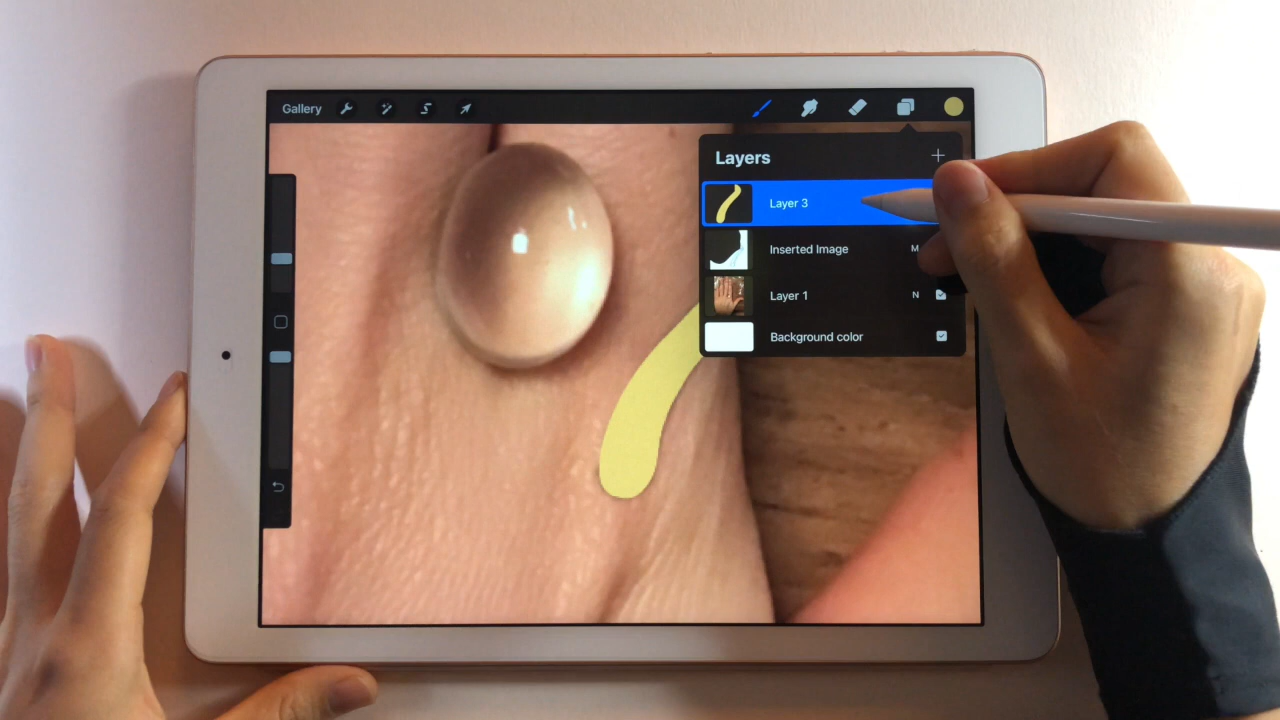 Gallery
Layers
Layer 3
Inserted Image M
Layer 1 N
Background color